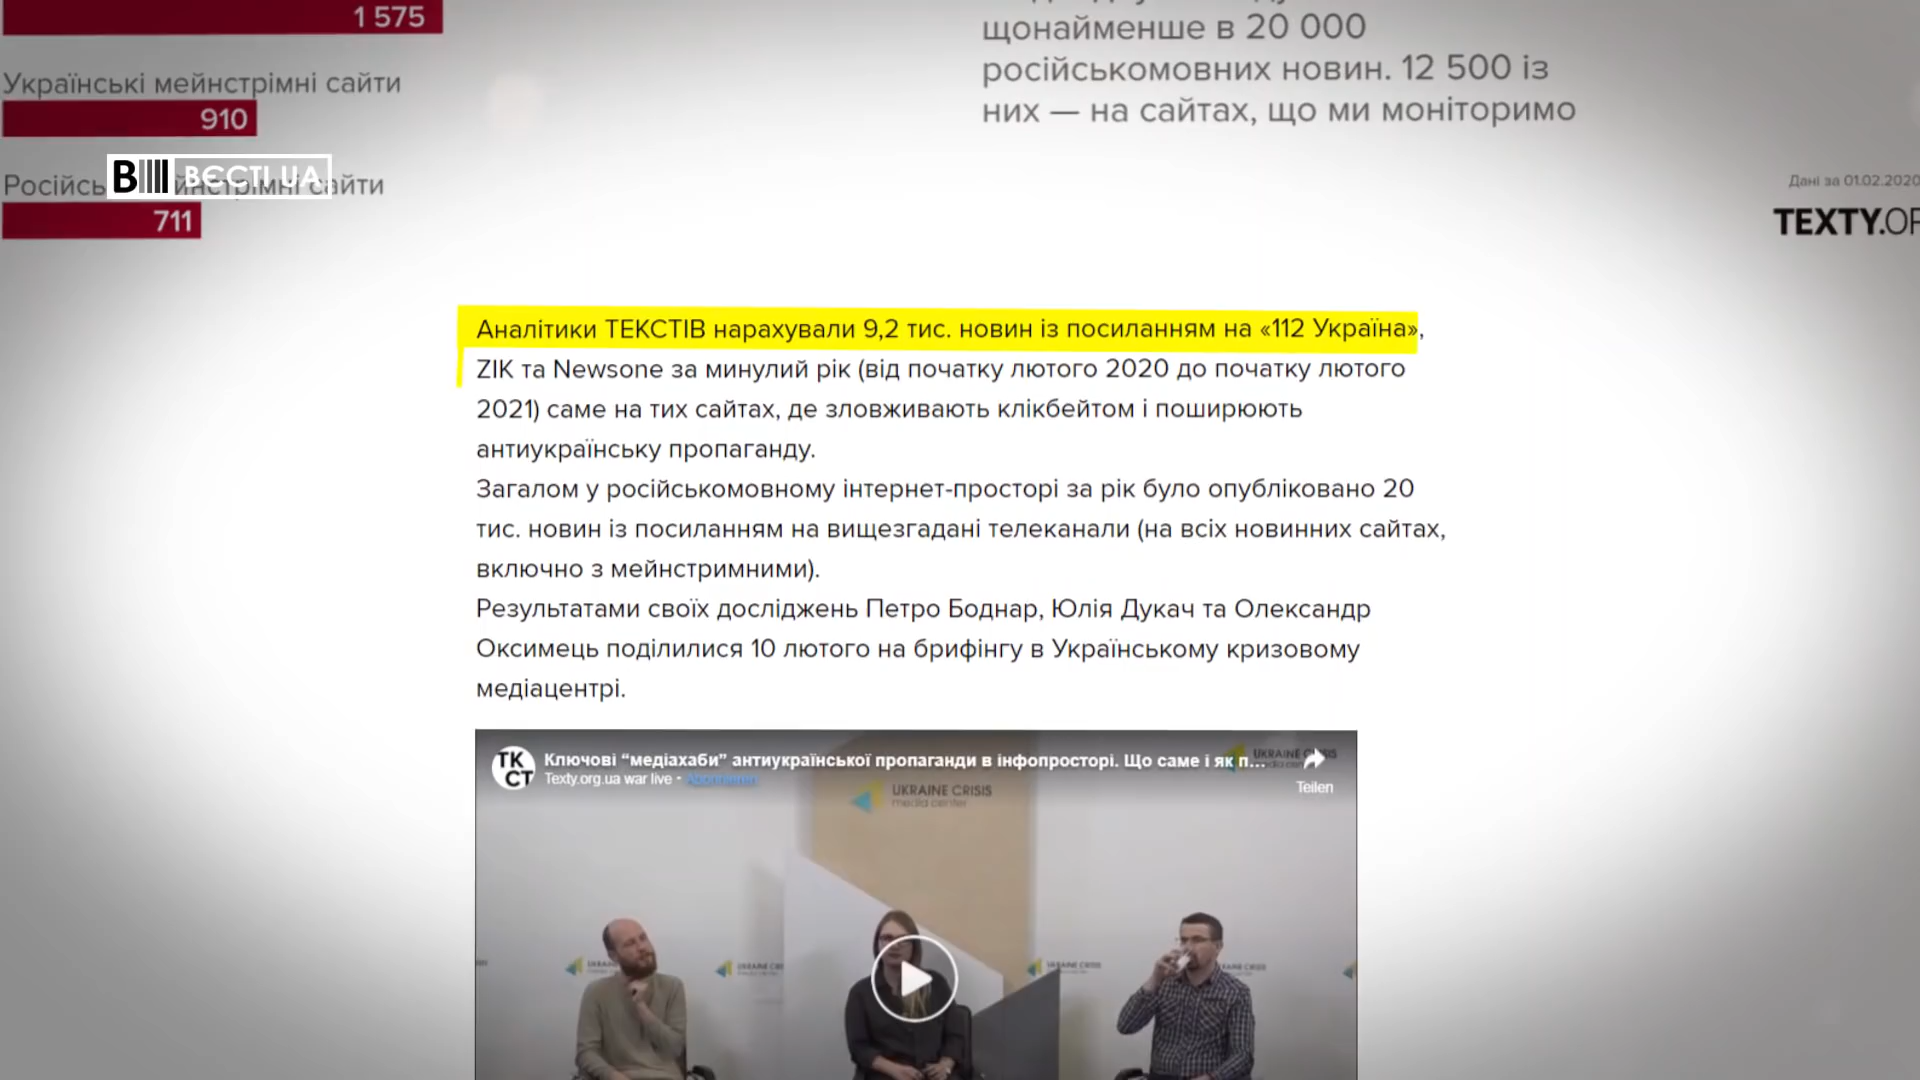 1 575
щонайменше в 20 000
російськомовних новин. 12 500 із
них — на сайтах, що ми моніторимо
Українські мейнстрімні сайти
910
ВЄСТІ UA
сайти
711
Дані за 01.02.2020
TEXTY.OR
Аналітики ТЕКСТІВ нарахували 9,2 тис. новин із посиланням на «112 Україна»,
ZIK та Newsone за минулий рік (від початку лютого 2020 до початку лютого
2021) саме на тих сайтах, де зловживають клікбейтом і поширюють
антиукраїнську пропаганду.
Загалом у російськомовному інтернет-просторі за рік було опубліковано 20
тис. новин із посиланням на вищезгадані телеканали (на всіх новинних сайтах,
включно з мейнстримними).
Результатами своїх досліджень Петро Боднар, Юлія Дукач та Олександр
Оксимець поділилися 10 лютого на брифінгу в Українському кризовому
медіацентрі.
ТК СТ
Ключові “медіахаби” антиукраїнської пропаганди в інфопросторі. Що саме і як п...
Texty.org.ua war live •
Teilen
UKRAINE CRISIS
media center
UKRAINE CRISIS
media center